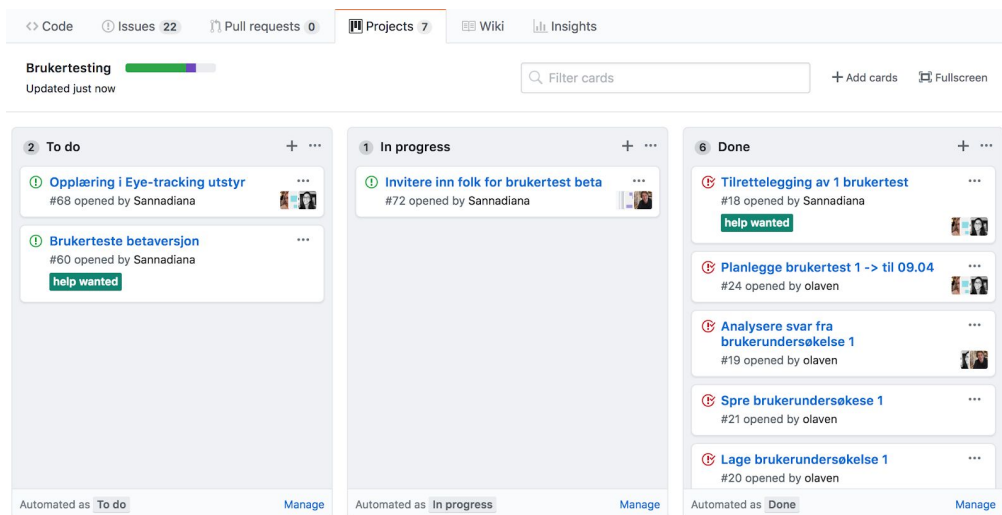 Code Issues 22 Pull requests 0 Projects 7 Wiki Insights
Brukertesting
Updated just now
Filter cards
Add cards
Fullscreen
2 To do
Opplæring i Eye-tracking utstyr
#68 opened by Sannadiana
Brukerteste betaversjon
#60 opened by Sannadiana
help wanted
Automated as To do
Manage
1 In progress
Invitere inn folk for brukertest beta
#72 opened by Sannadiana
Automated as In progress
Manage
6 Done
Tilrettelegging av 1 brukertest
#18 opened by Sannadiana
help wanted
Planlegge brukertest 1 -> til 09.04
#24 opened by olaven
Analysere svar fra
brukerundersøkelse 1
#19 opened by olaven
Spre brukerundersøkese 1
#21 opened by olaven
Lage brukerundersøkelse 1
#20 opened by olaven
Automated as Done
Manage